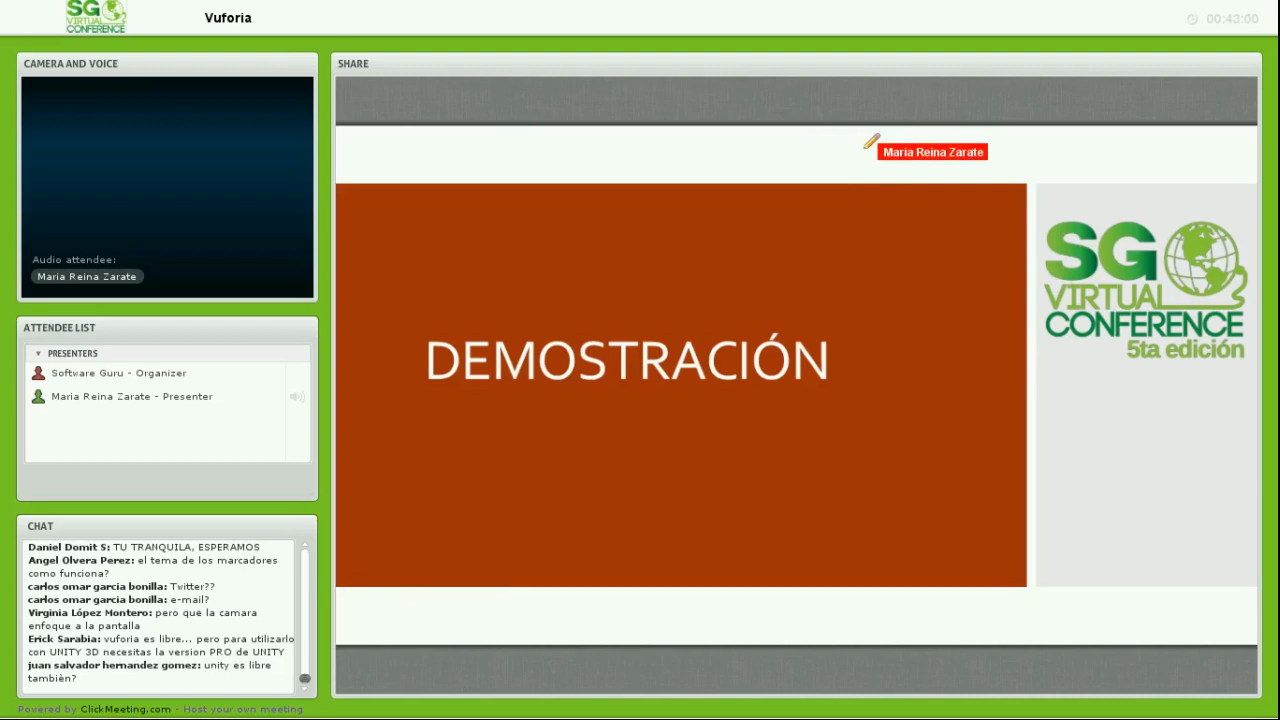 SG
VIRTUAL
CONFERENCE
Vuforia
00:43:00
CAMERA AND VOICE
Audio attendee:
Maria Reina Zarate
ATTENDEE LIST
PRESENTERS
Software Guru - Organizer
Maria Reina Zarate - Presenter
CHAT
Daniel Domit S: TU TRANQUILA, ESPERAMOS
Angel Olvera Perez: el tema de los marcadores
como funciona?
carlos omar garcia bonilla: Twitter??
carlos omar garcia bonilla: e-mail?
Virginia López Montero: pero que la camara
enfoque a la pantalla
Erick Sarabia: vuforia es libre... pero para utilizarlo
con UNITY 3D necesitas la version PRO de UNITY
juan salvador hernandez gomez: unity es libre
tambièn?
Powered by ClickMeeting.com - Host your own meeting
SHARE
Maria Reina Zarate
DEMOSTRACIÓN
SG
VIRTUAL
CONFERENCE
5ta edición